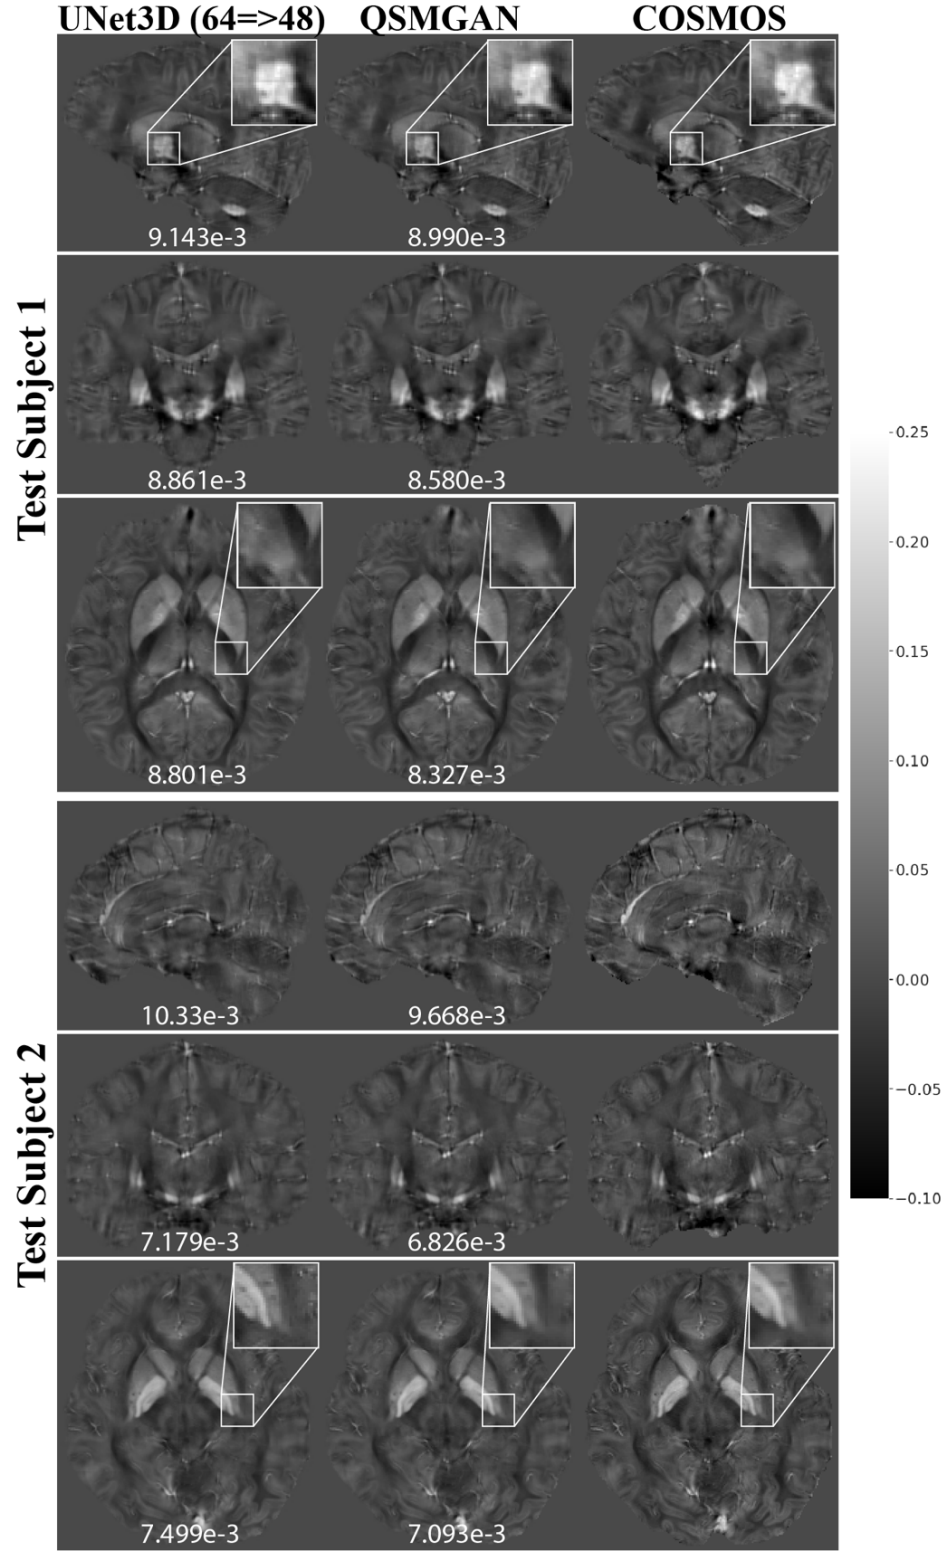 UNet3D (64=>48) QSMGAN COSMOS
Test Subject 1
9.143e-3 8.990e-3
8.861e-3 8.580e-3
8.801e-3 8.327e-3
Test Subject 2
10.33e-3 9.668e-3
7.179e-3 6.826e-3
7.499e-3 7.093e-3
0.25
0.20
0.15
0.10
0.05
0.00
−0.05
−0.10